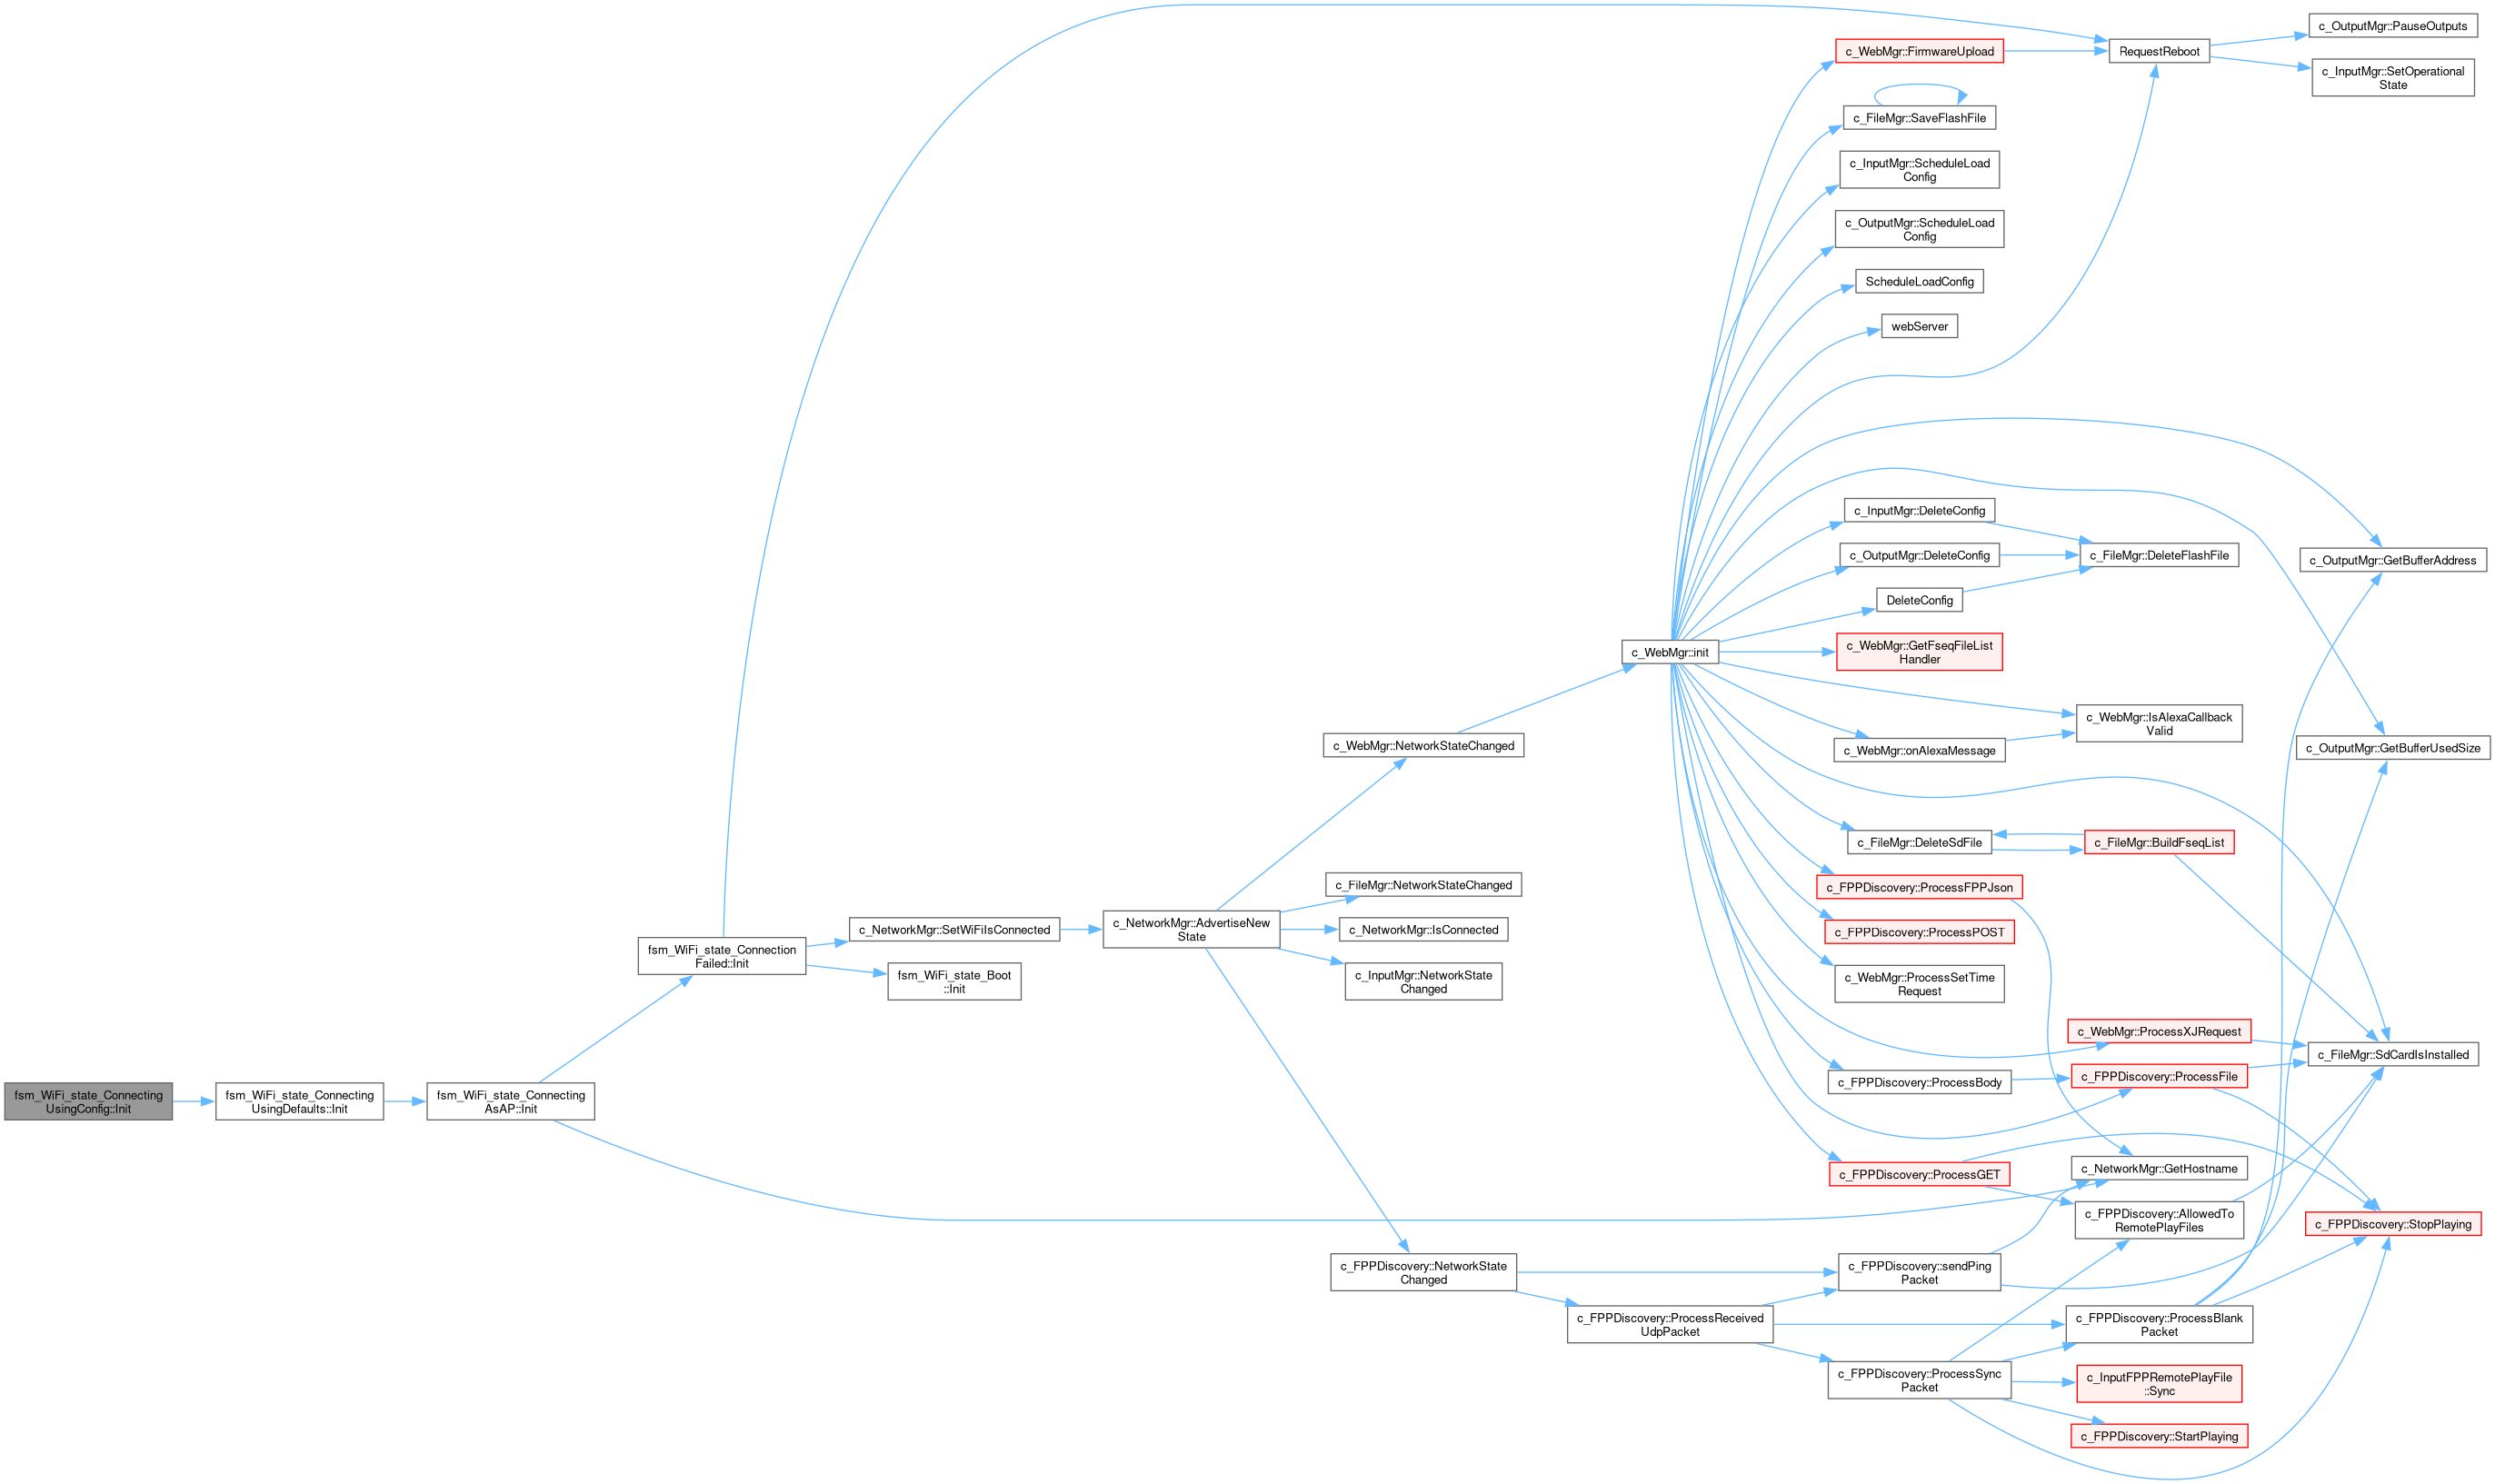 fsm_WiFi_state_Connecting
UsingConfig::Init
fsm_WiFi_state_Connecting
UsingDefaults::Init
fsm_WiFi_state_Connecting
AsAP::Init
fsm_WiFi_state_Connection
Failed::Init
c_NetworkMgr::SetWiFiIsConnected
fsm_WiFi_state_Boot
::Init
c_NetworkMgr::AdvertiseNew
State
c_WebMgr::NetworkStateChanged
c_FileMgr::NetworkStateChanged
c_NetworkMgr::IsConnected
c_InputMgr::NetworkState
Changed
c_FPPDiscovery::NetworkState
Changed
c_FPPDiscovery::ProcessReceived
UdpPacket
c_WebMgr::init
c_WebMgr::FirmwareUpload
c_FileMgr::SaveFlashFile
c_InputMgr::ScheduleLoad
Config
c_OutputMgr::ScheduleLoad
Config
ScheduleLoadConfig
webServer
c_InputMgr::DeleteConfig
c_OutputMgr::DeleteConfig
DeleteConfig
c_WebMgr::GetFseqFileList
Handler
c_WebMgr::onAlexaMessage
c_FileMgr::DeleteSdFile
c_FPPDiscovery::ProcessFPPJson
c_FPPDiscovery::ProcessPOST
c_WebMgr::ProcessSetTime
Request
c_FPPDiscovery::ProcessBody
c_FPPDiscovery::ProcessGET
c_FPPDiscovery::sendPing
Packet
c_FPPDiscovery::ProcessSync
Packet
RequestReboot
c_FileMgr::DeleteFlashFile
c_WebMgr::IsAlexaCallback
Valid
c_FileMgr::BuildFseqList
c_WebMgr::ProcessXJRequest
c_FPPDiscovery::ProcessFile
c_NetworkMgr::GetHostname
c_FPPDiscovery::AllowedTo
RemotePlayFiles
c_FPPDiscovery::ProcessBlank
Packet
c_InputFPPRemotePlayFile
::Sync
c_FPPDiscovery::StartPlaying
c_OutputMgr::PauseOutputs
c_InputMgr::SetOperational
State
c_OutputMgr::GetBufferAddress
c_OutputMgr::GetBufferUsedSize
c_FileMgr::SdCardIsInstalled
c_FPPDiscovery::StopPlaying